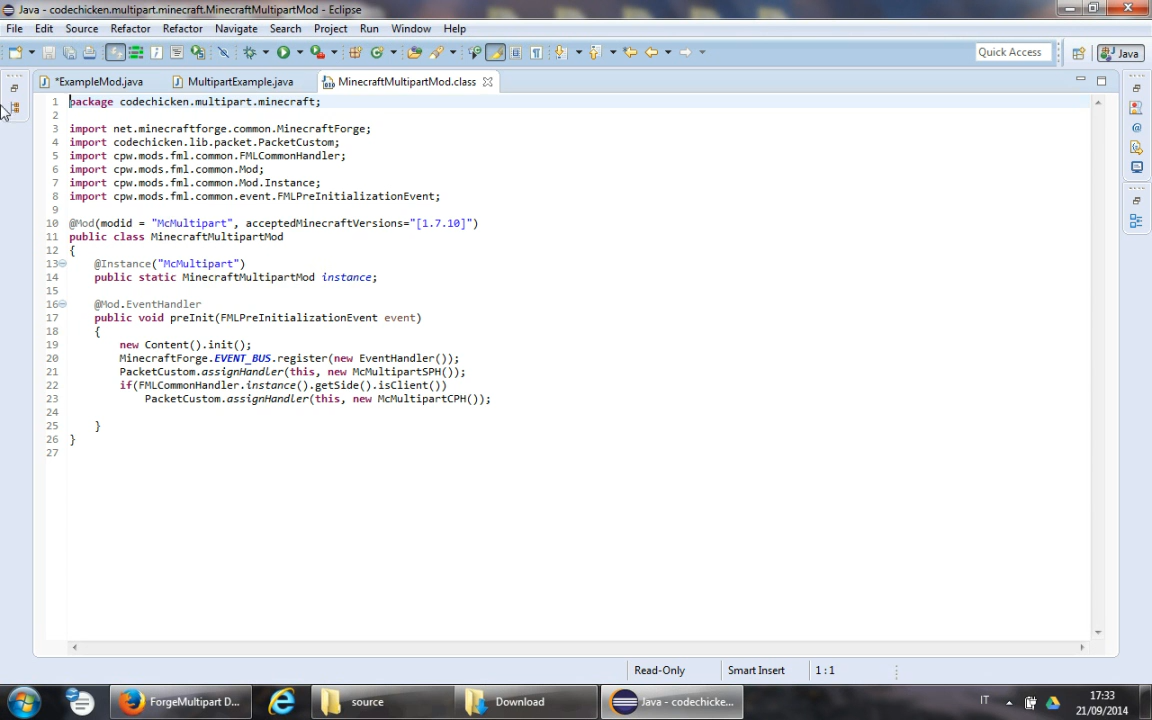 Java - codechicken.multipart.minecraft.MinecraftMultipartMod - Eclipse
File Edit Source Refactor Refactor Navigate Search Project Run Window Help
Quick Access
Java
*ExampleMod.java
MultipartExample.java
MinecraftMultipartMod.class
1 package codechicken.multipart.minecraft;
2
3 import net.minecraftforge.common.MinecraftForge;
4 import codechicken.lib.packet.PacketCustom;
5 import cpw.mods.fml.common.FMLCommonHandler;
6 import cpw.mods.fml.common.Mod;
7 import cpw.mods.fml.common.Mod.Instance;
8 import cpw.mods.fml.common.event.FMLPreInitializationEvent;
9
10 @Mod(modid = "McMultipart", acceptedMinecraftVersions="[1.7.10]")
11 public class MinecraftMultipartMod
12 {
13 @Instance("McMultipart")
14 public static MinecraftMultipartMod instance;
15
16 @Mod.EventHandler
17 public void preInit(FMLPreInitializationEvent event)
18 {
19 new Content().init();
20 MinecraftForge.EVENT_BUS.register(new EventHandler());
21 PacketCustom.assignHandler(this, new McMultipartSPH());
22 if(FMLCommonHandler.instance().getSide().isClient())
23 PacketCustom.assignHandler(this, new McMultipartCPH());
24
25 }
26 }
27
Read-Only
Smart Insert
1 : 1
ForgeMultipart D...
source
Download
Java - codechicke...
IT
17:33
21/09/2014